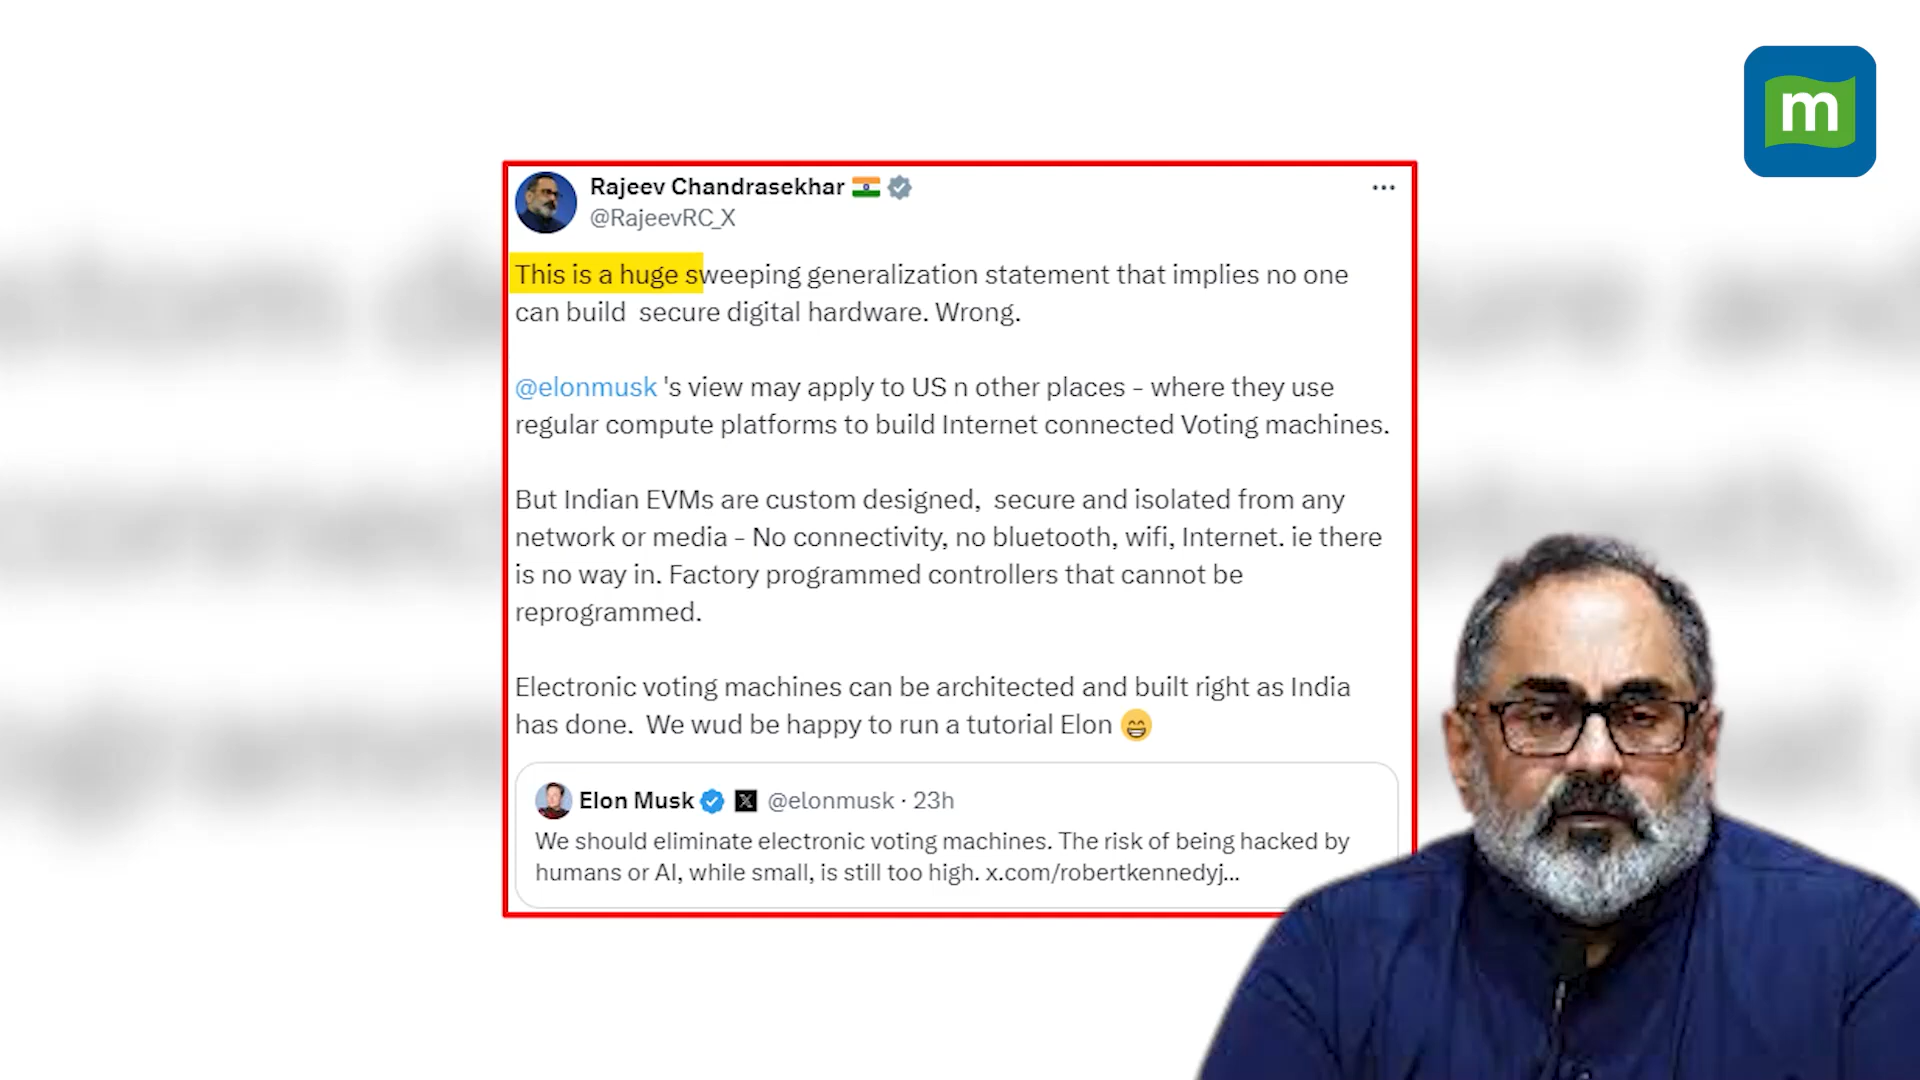 m
Rajeev Chandrasekhar
@RajeevRC_X
This is a huge sweeping generalization statement that implies no one
can build  secure digital hardware. Wrong.
@elonmusk 's view may apply to US n other places - where they use
regular compute platforms to build Internet connected Voting machines.
But Indian EVMs are custom designed,  secure and isolated from any
network or media - No connectivity, no bluetooth, wifi, Internet. ie there
is no way in. Factory programmed controllers that cannot be
reprogrammed.
Electronic voting machines can be architected and built right as India
has done.  We wud be happy to run a tutorial Elon 😁
Elon Musk X @elonmusk · 23h
We should eliminate electronic voting machines. The risk of being hacked by
humans or AI, while small, is still too high. x.com/robertkennedyj...